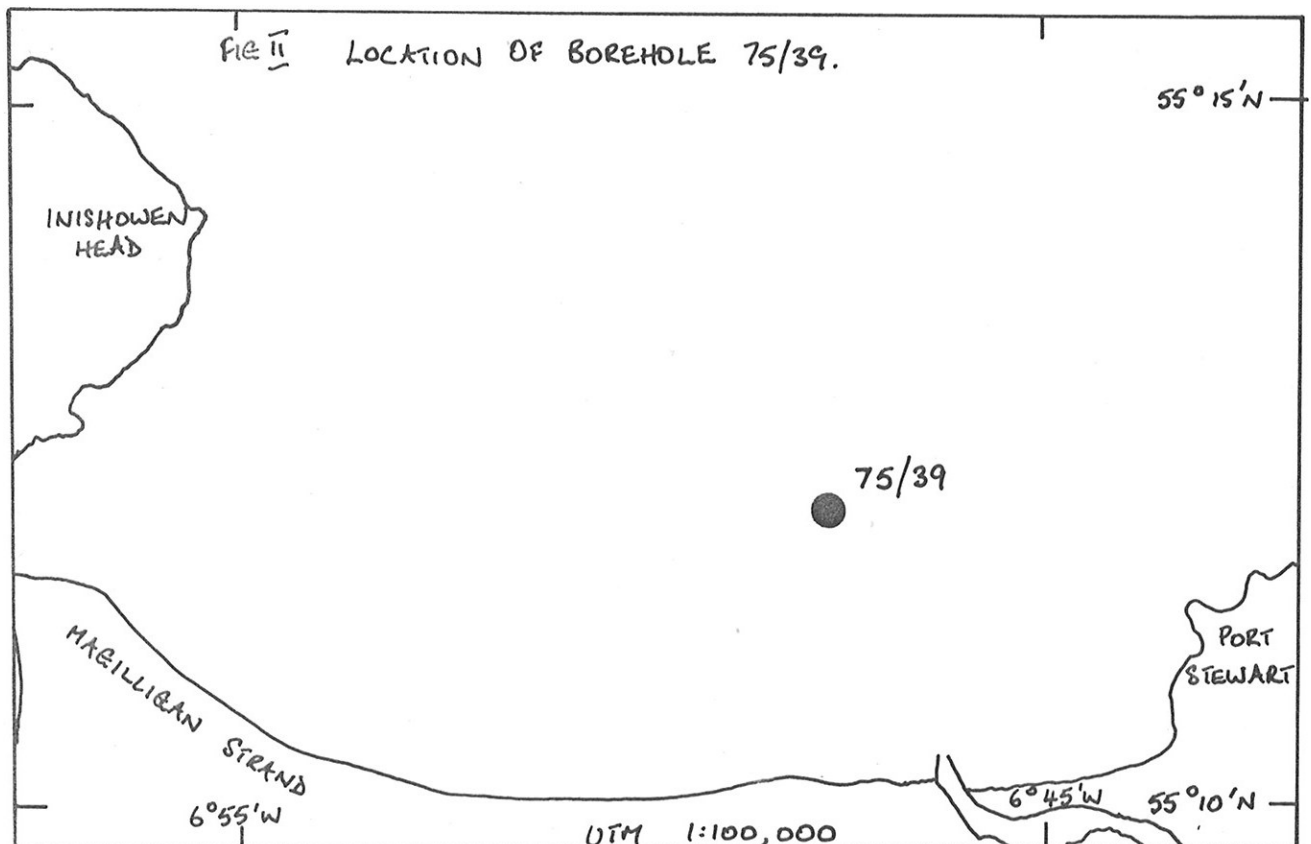 FIG II LOCATION OF BOREHOLE 75/39.
55° 15'N
INISHOWEN
HEAD
75/39
PORT
STEWART
MAGILLIGAN STRAND
6° 55'W
6° 45'W
55° 10'N
UTM 1:100,000